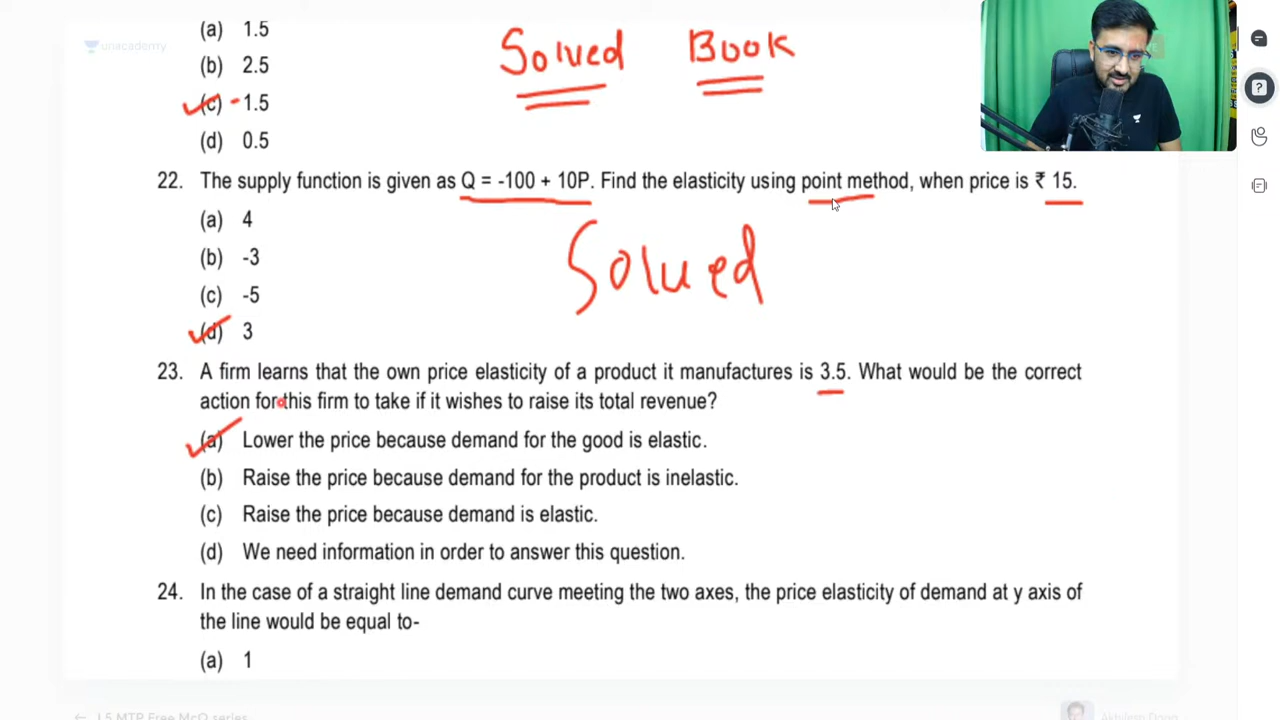 (a) 1.5
unacademy
Solved Book
(b) 2.5
(c) -1.5
(d) 0.5
22. The supply function is given as Q = -100 + 10P. Find the elasticity using point method, when price is ₹ 15.
(a) 4
Solved
(b) -3
(c) -5
(d) 3
23. A firm learns that the own price elasticity of a product it manufactures is 3.5. What would be the correct
action for this firm to take if it wishes to raise its total revenue?
(a) Lower the price because demand for the good is elastic.
(b) Raise the price because demand for the product is inelastic.
(c) Raise the price because demand is elastic.
(d) We need information in order to answer this question.
24. In the case of a straight line demand curve meeting the two axes, the price elasticity of demand at y axis of
the line would be equal to-
(a) 1